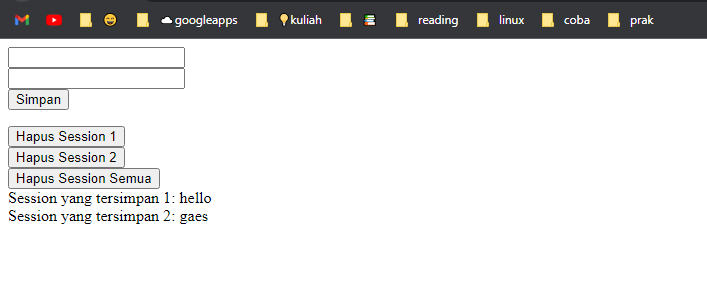 googleapps kuliah reading linux coba prak
Simpan
Hapus Session 1
Hapus Session 2
Hapus Session Semua
Session yang tersimpan 1: hello
Session yang tersimpan 2: gaes